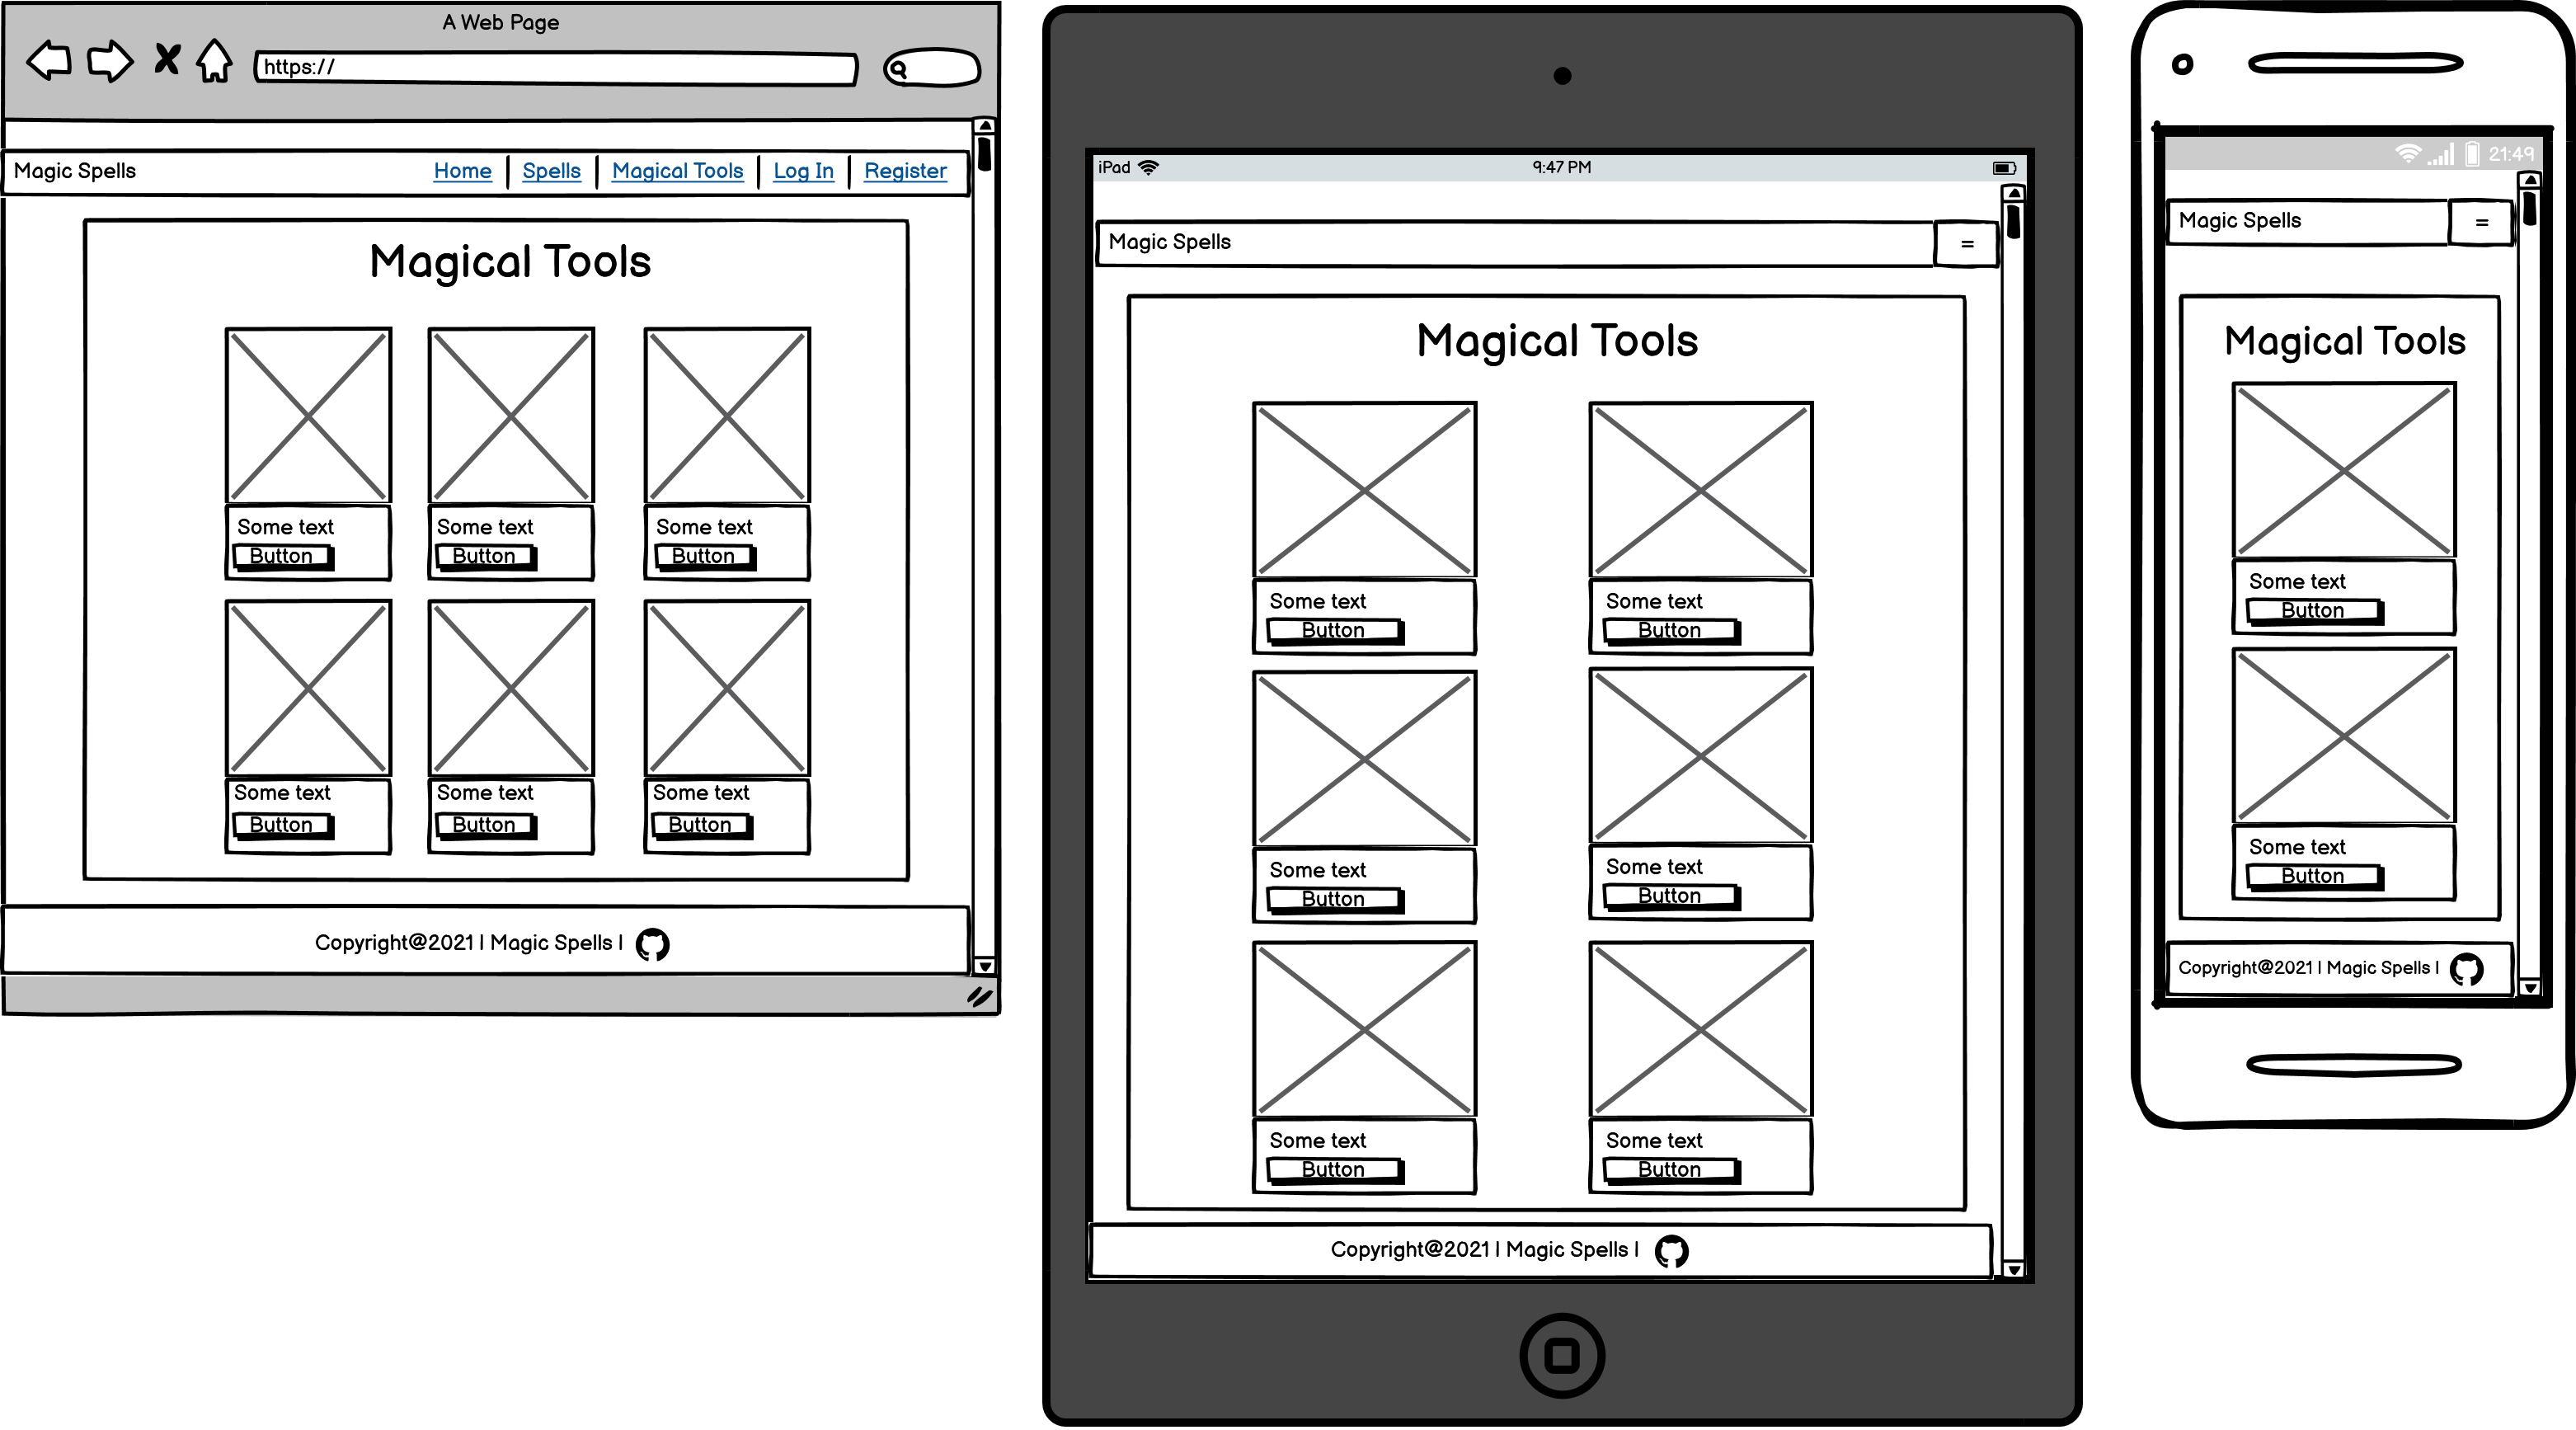 A Web Page
https://
Magic Spells Home Spells Magical Tools Log In Register
Magical Tools
Some text Some text Some text
Button Button Button
Some text Some text Some text
Button Button Button
Copyright@2021 | Magic Spells |
iPad 9:47 PM
Magic Spells =
Magical Tools
Some text Some text
Button Button
Some text Some text
Button Button
Some text Some text
Button Button
Copyright@2021 | Magic Spells |
21:49
Magic Spells =
Magical Tools
Some text
Button
Some text
Button
Copyright@2021 | Magic Spells |